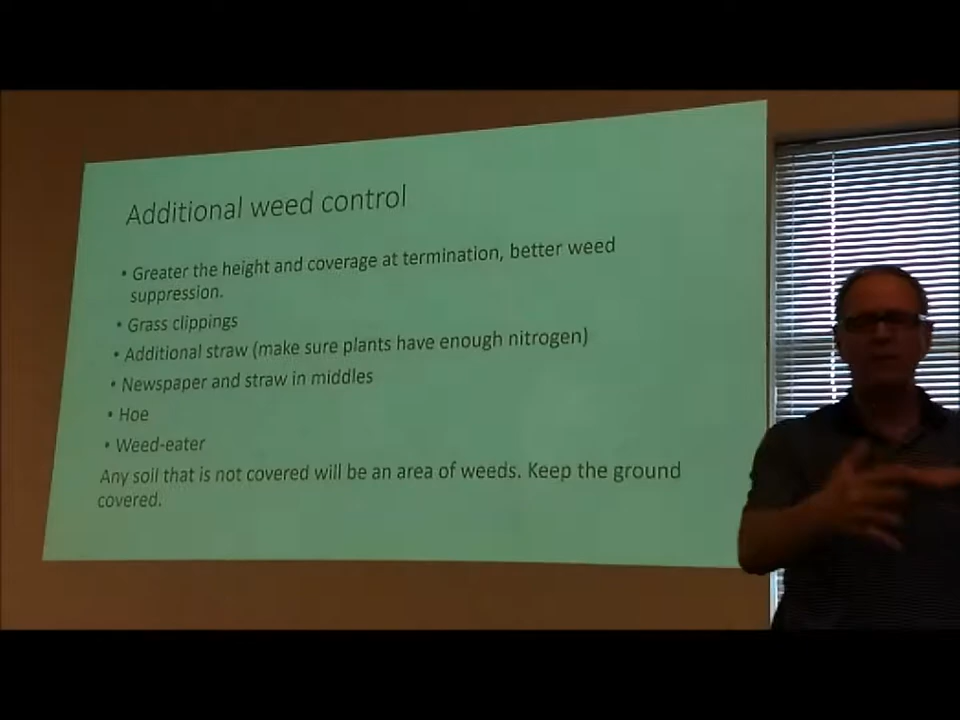 Additional weed control
• Greater the height and coverage at termination, better weed
suppression.
• Grass clippings
• Additional straw (make sure plants have enough nitrogen)
• Newspaper and straw in middles
• Hoe
• Weed-eater
Any soil that is not covered will be an area of weeds. Keep the ground
covered.